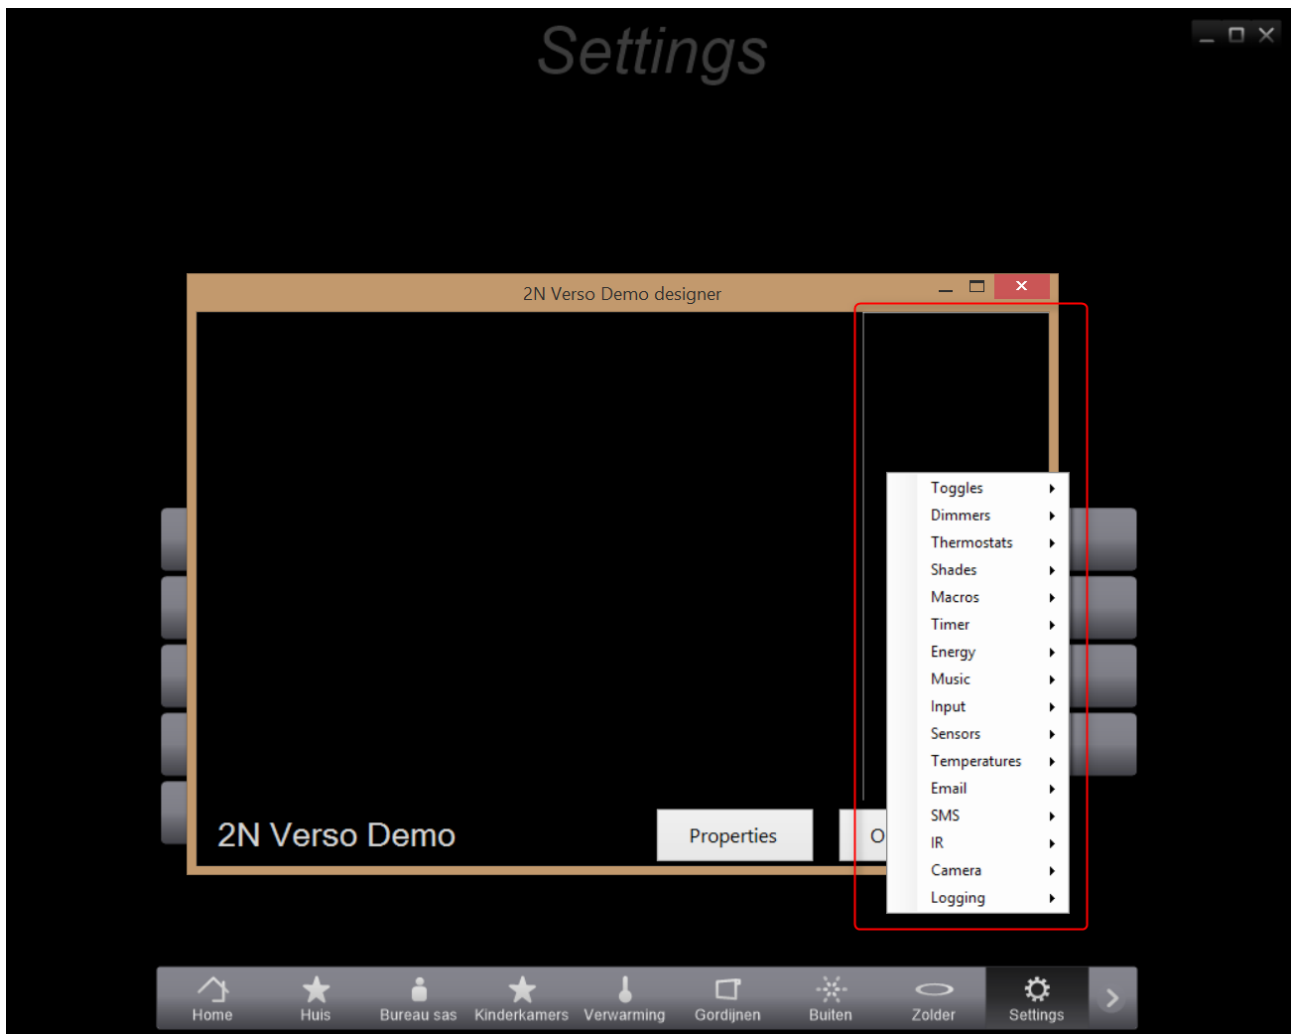 Settings
2N Verso Demo designer
Toggles
Dimmers
Thermostats
Shades
Macros
Timer
Energy
Music
Input
Sensors
Temperatures
Email
SMS
IR
Camera
Logging
2N Verso Demo
Properties
O
Home
Huis
Bureau sas
Kinderkamers
Verwarming
Gordijnen
Buiten
Zolder
Settings